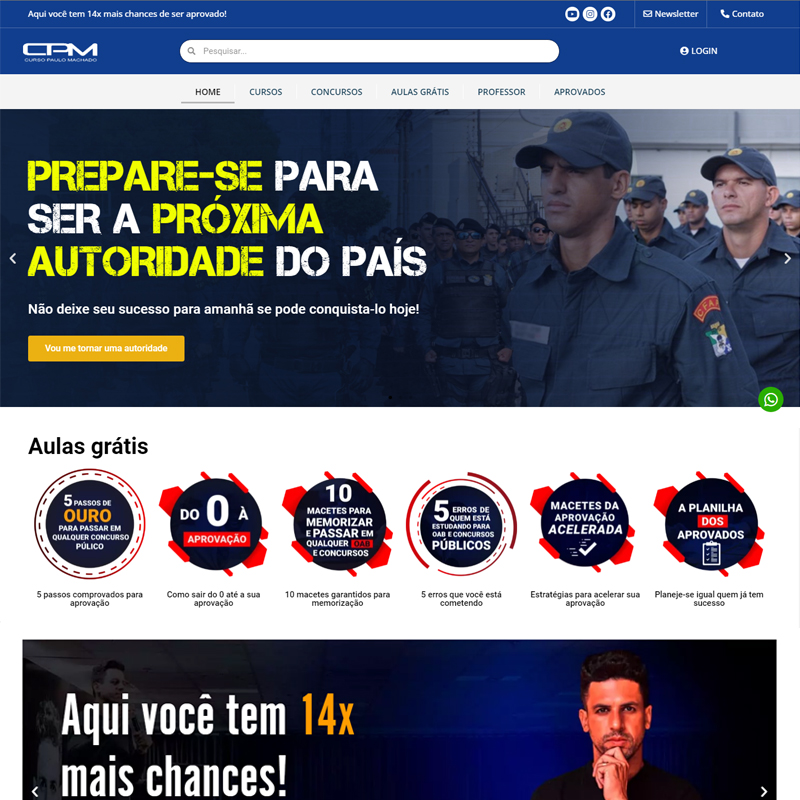 Aqui você tem 14x mais chances de ser aprovado!
Newsletter
Contato
CPM
CURSO PAULO MACHADO
Pesquisar...
LOGIN
HOME
CURSOS
CONCURSOS
AULAS GRÁTIS
PROFESSOR
APROVADOS
PREPARE-SE PARA
SER A PRÓXIMA
AUTORIDADE DO PAÍS
Não deixe seu sucesso para amanhã se pode conquista-lo hoje!
Vou me tornar uma autoridade
Aulas grátis
5 PASSOS DE
OURO
PARA PASSAR EM
QUALQUER CONCURSO
PÚLICO
5 passos comprovados para
aprovação
DO 0 À
APROVAÇÃO
Como sair do 0 até a sua
aprovação
10
MACETES PARA
MEMORIZAR
E PASSAR EM
QUALQUER OAB
E CONCURSOS
10 macetes garantidos para
memorização
5 ERROS DE
QUEM ESTÁ
ESTUDANDO PARA
OAB E CONCURSOS
PÚBLICOS
5 erros que você está
cometendo
MACETES DA
APROVAÇÃO
ACELERADA
Estratégias para acelerar sua
aprovação
A PLANILHA
DOS
APROVADOS
Planeje-se igual quem já tem
sucesso
Aqui você tem 14x
mais chances!